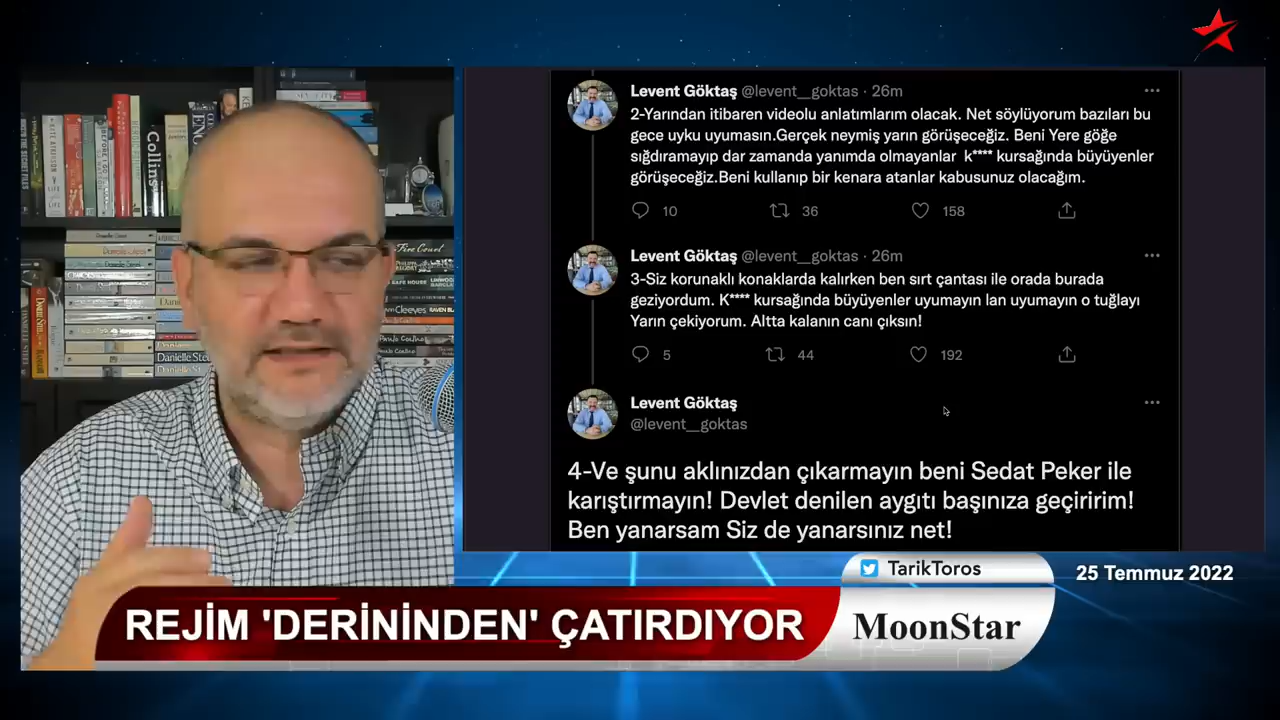 Levent Göktaş @levent__goktas · 26m
2-Yarından itibaren videolu anlatımlarım olacak. Net söylüyorum bazıları bu
gece uyku uyumasın.Gerçek neymiş yarın görüşeceğiz. Beni Yere göğe
sığdıramayıp dar zamanda yanımda olmayanlar k**** kursağında büyüyenler
görüşeceğiz.Beni kullanıp bir kenara atanlar kabusunuz olacağım.
10 36 158
Levent Göktaş @levent__goktas · 26m
3-Siz korunaklı konaklarda kalırken ben sırt çantası ile orada burada
geziyordum. K**** kursağında büyüyenler uyumayın lan uyumayın o tuğlayı
Yarın çekiyorum. Altta kalanın canı çıksın!
5 44 192
Levent Göktaş
@levent__goktas
4-Ve şunu aklınızdan çıkarmayın beni Sedat Peker ile
karıştırmayın! Devlet denilen aygıtı başınıza geçiririm!
Ben yanarsam Siz de yanarsınız net!
TarikToros
25 Temmuz 2022
REJİM 'DERİNİNDEN' ÇATIRDIYOR
MoonStar
Collins
Danielle Steel